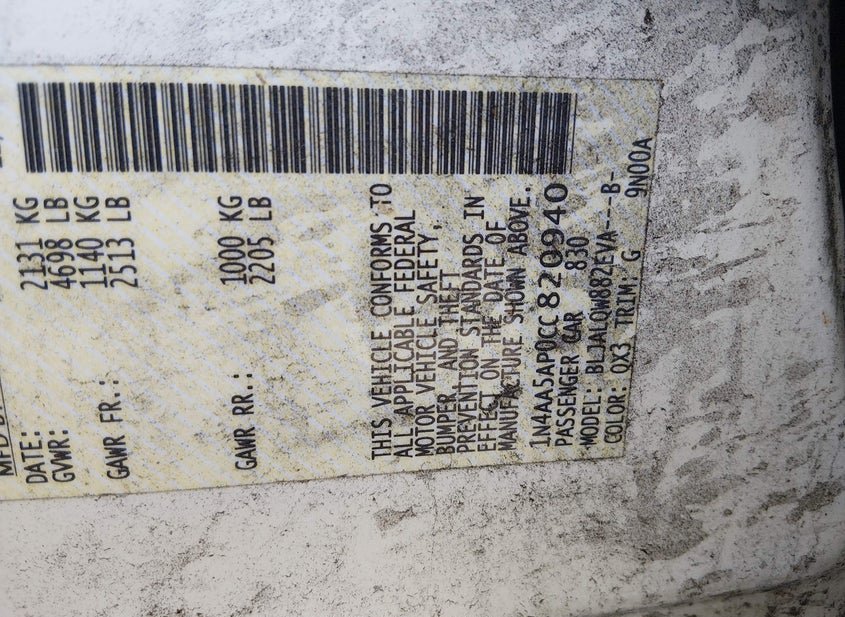 MFD B
DATE:
GVWR: 2131 KG
4698 LB
GAWR FR.: 1140 KG
2513 LB
GAWR RR.: 1000 KG
2205 LB
THIS VEHICLE CONFORMS TO
ALL APPLICABLE FEDERAL
MOTOR VEHICLE SAFETY,
BUMPER AND THEFT
PREVENTION STANDARDS IN
EFFECT ON THE DATE OF
MANUFACTURE SHOWN ABOVE.
1N4AA5AP0CC820940
PASSENGER CAR 830
MODEL: BLJALQW882EVA---B-
COLOR: QX3 TRIM: G 9N00A